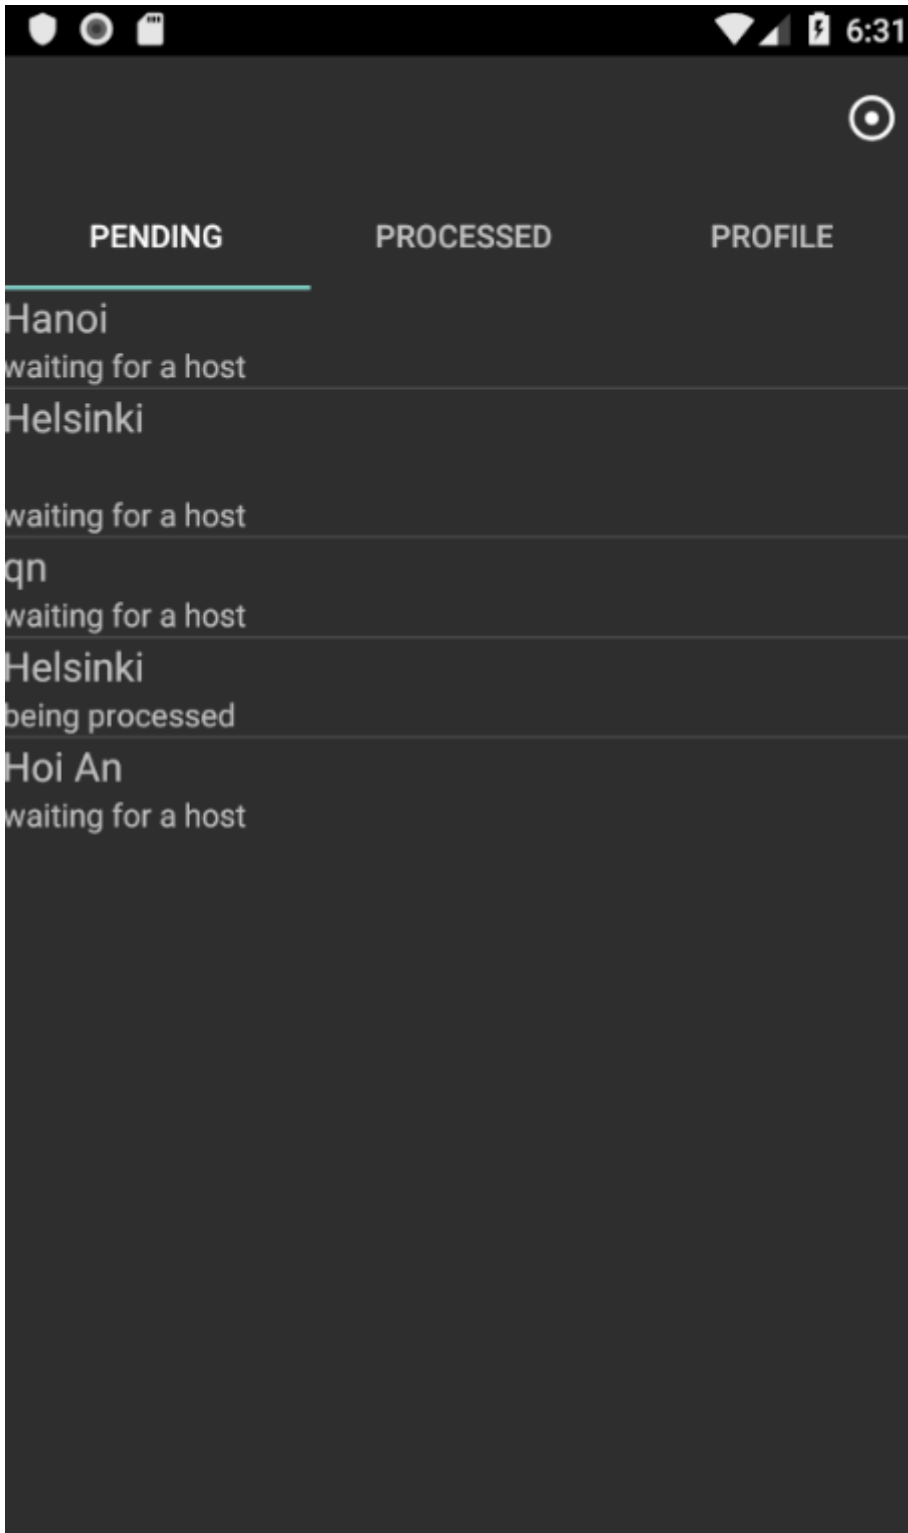 6:31
PENDING PROCESSED PROFILE
Hanoi
waiting for a host
Helsinki
waiting for a host
qn
waiting for a host
Helsinki
being processed
Hoi An
waiting for a host